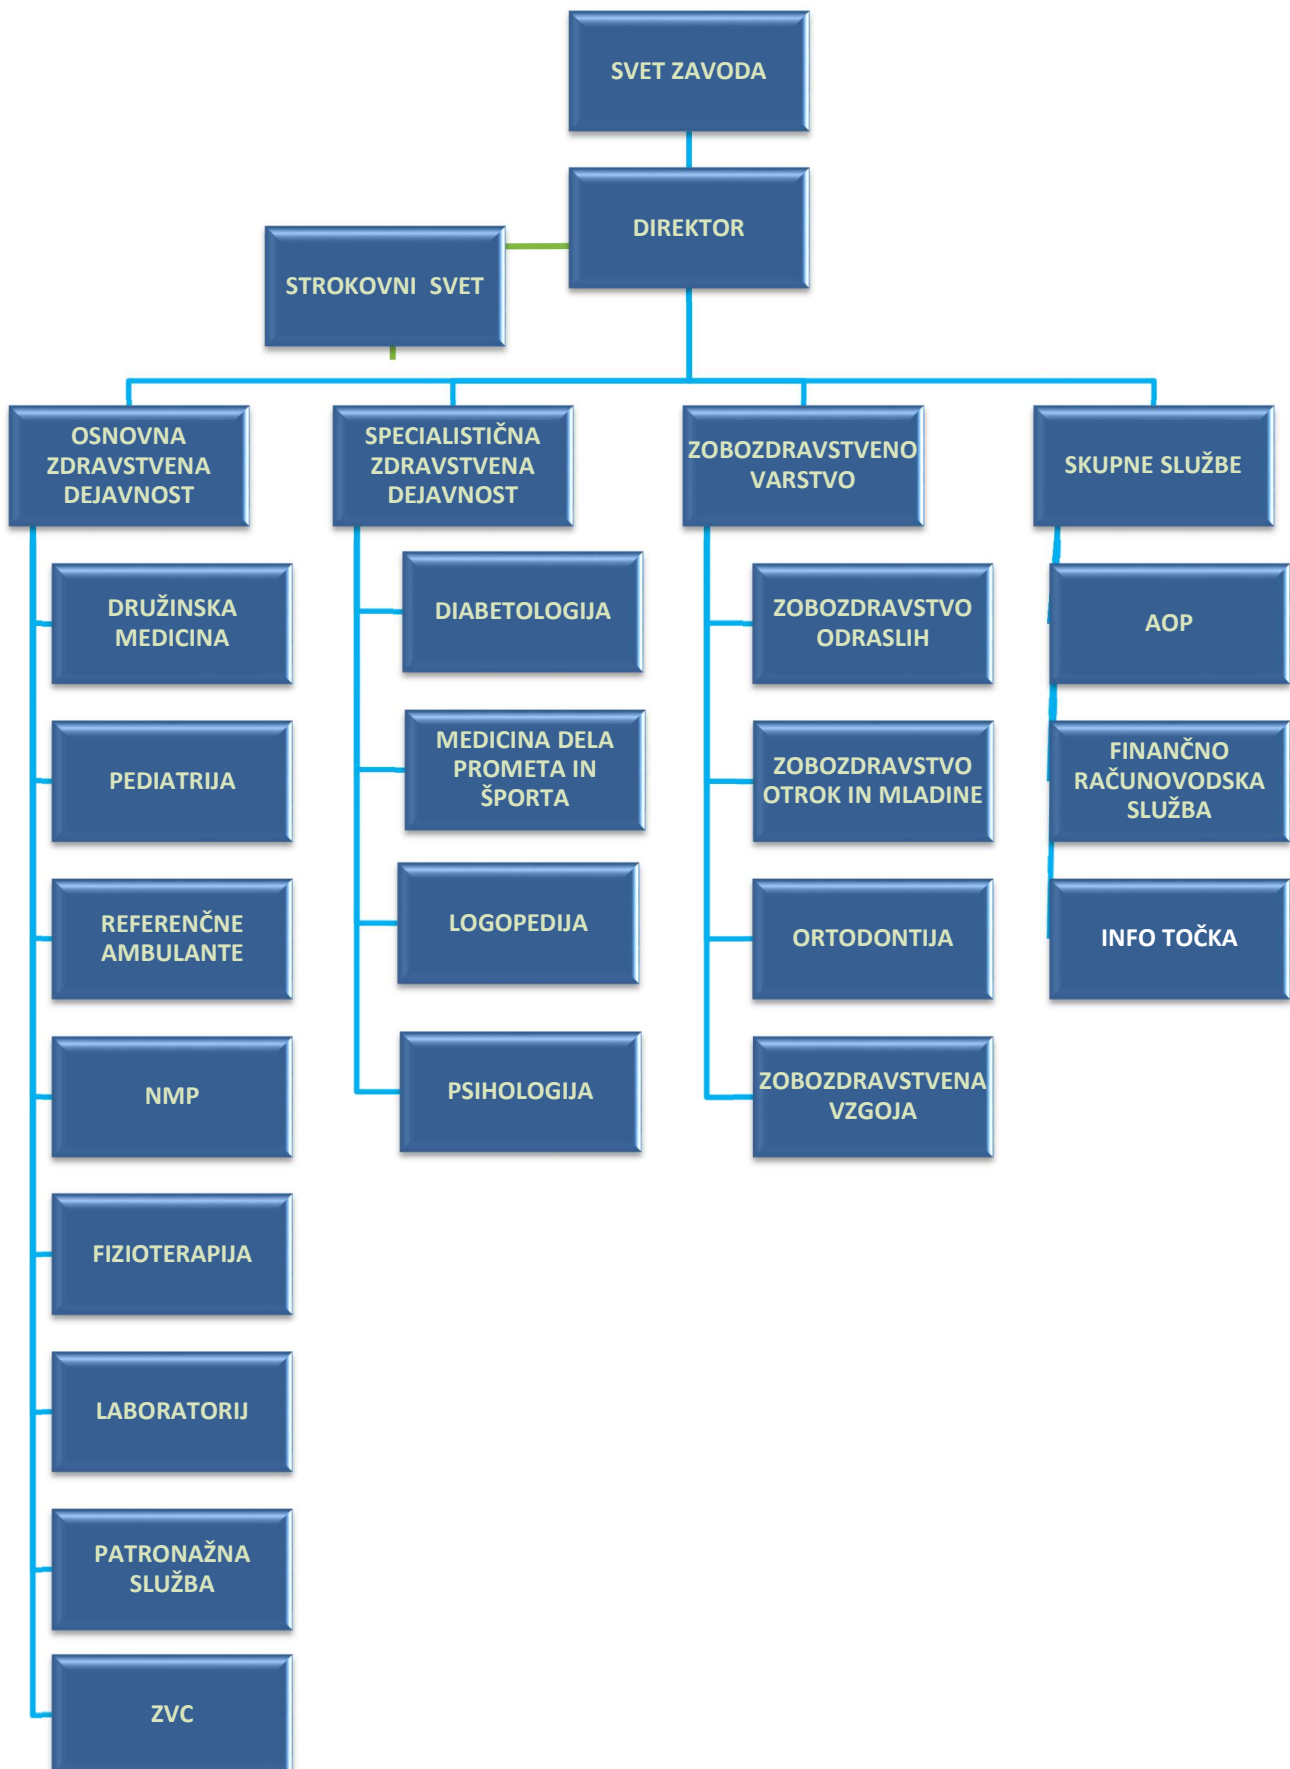 SVET ZAVODA
DIREKTOR
STROKOVNI SVET
OSNOVNA
ZDRAVSTVENA
DEJAVNOST
DRUŽINSKA
MEDICINA
PEDIATRIJA
REFERENČNE
AMBULANTE
NMP
FIZIOTERAPIJA
LABORATORIJ
PATRONAŽNA
SLUŽBA
ZVC
SPECIALISTIČNA
ZDRAVSTVENA
DEJAVNOST
DIABETOLOGIJA
MEDICINA DELA
PROMETA IN
ŠPORTA
LOGOPEDIJA
PSIHOLOGIJA
ZOBOZDRAVSTVENO
VARSTVO
ZOBOZDRAVSTVO
ODRASLIH
ZOBOZDRAVSTVO
OTROK IN MLADINE
ORTODONTIJA
ZOBOZDRAVSTVENA
VZGOJA
SKUPNE SLUŽBE
AOP
FINANČNO
RAČUNOVODSKA
SLUŽBA
INFO TOČKA